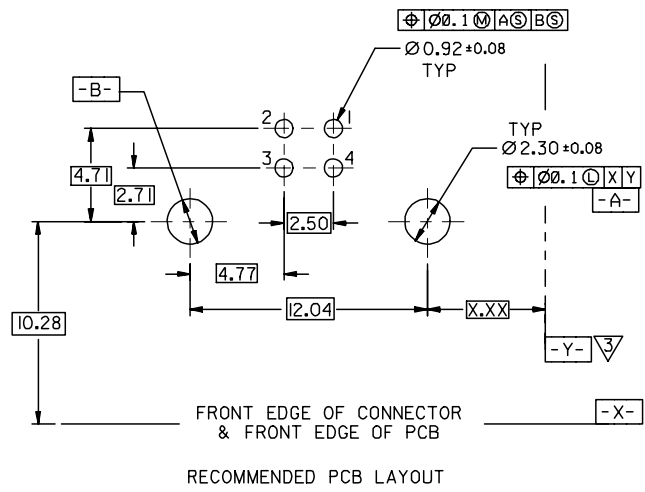 ⌖ Ø0.1 Ⓜ A Ⓢ B Ⓢ
Ø0.92 ±0.08
TYP
-B-
2 1
3 4
TYP
Ø2.30 ±0.08
⌖ Ø0.1 Ⓛ X Y
-A-
4.71
2.71
2.50
4.77
12.04
X.XX
10.28
-Y- 3
-X-
FRONT EDGE OF CONNECTOR
& FRONT EDGE OF PCB
RECOMMENDED PCB LAYOUT